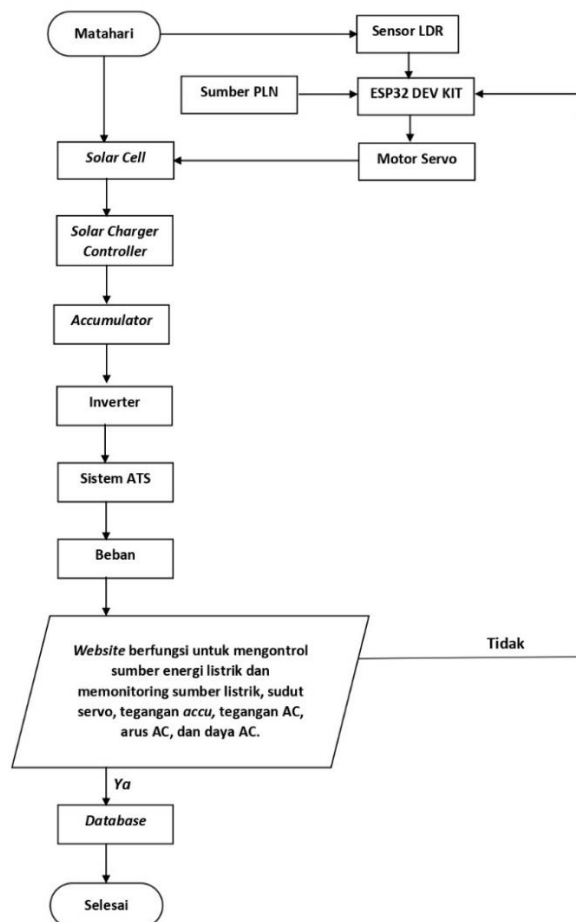 Matahari
Sensor LDR
Sumber PLN
ESP32 DEV KIT
Solar Cell
Motor Servo
Solar Charger
Controller
Accumulator
Inverter
Sistem ATS
Beban
Website berfungsi untuk mengontrol
sumber energi listrik dan
memonitoring sumber listrik, sudut
servo, tegangan accu, tegangan AC,
arus AC, dan daya AC.
Tidak
Ya
Database
Selesai